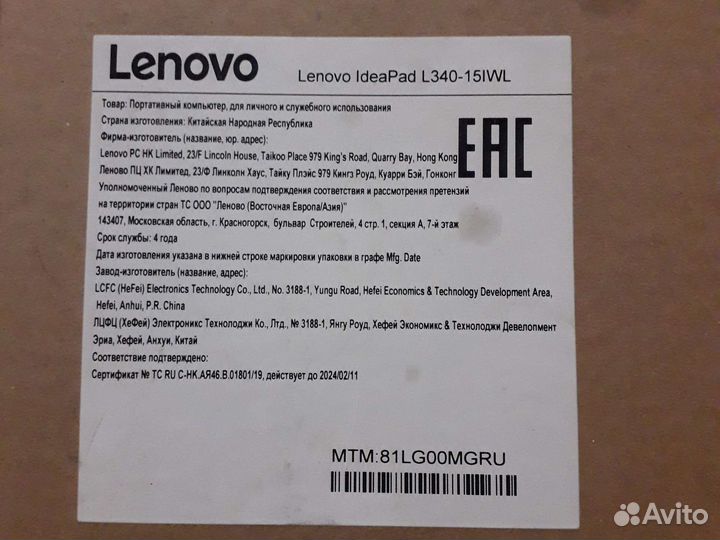 Lenovo
Lenovo IdeaPad L340-15IWL
Товар: Портативный компьютер, для личного и служебного использования
Страна изготовления: Китайская Народная Республика
Фирма-изготовитель (название, юр. адрес):
Lenovo PC HK Limited, 23/F Lincoln House, Taikoo Place 979 King's Road, Quarry Bay, Hong Kong
Леново ПЦ ХК Лимитед, 23/Ф Линколн Хаус, Тайку Плэйс 979 Кингз Роуд, Куарри Бэй, Гонконг
EAC
Уполномоченный Леново по вопросам подтверждения соответствия и рассмотрения претензий
на территории стран ТС ООО "Леново (Восточная Европа/Азия)"
143407, Московская область, г. Красногорск, бульвар Строителей, 4 стр. 1, секция А, 7-й этаж
Срок службы: 4 года
Дата изготовления указана в нижней строке маркировки упаковки в графе Mfg. Date
Завод-изготовитель (название, адрес):
LCFC (HeFei) Electronics Technology Co., Ltd., No. 3188-1, Yungu Road, Hefei Economics & Technology Development Area,
Hefei, Anhui, P.R. China
ЛЦФЦ (ХеФей) Электроникс Технолоджи Ко., Лтд., № 3188-1, Янгу Роуд, Хефей Экономикс & Технолоджи Девелопмент
Эриа, Хефей, Анхуи, Китай
Соответствие подтверждено:
Сертификат № ТС RU C-HK.АЯ46.В.01801/19, действует до 2024/02/11
MTM:81LG00MGRU
Avito